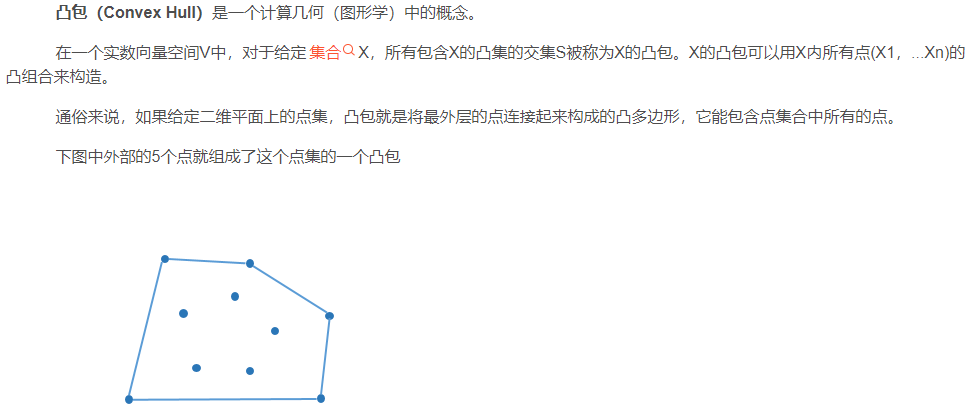 凸包（Convex Hull）是一个计算几何（图形学）中的概念。
在一个实数向量空间V中，对于给定 集合 X，所有包含X的凸集的交集S被称为X的凸包。X的凸包可以用X内所有点(X1，...Xn)的
凸组合来构造。
通俗来说，如果给定二维平面上的点集，凸包就是将最外层的点连接起来构成的凸多边形，它能包含点集合中所有的点。
下图中外部的5个点就组成了这个点集的一个凸包